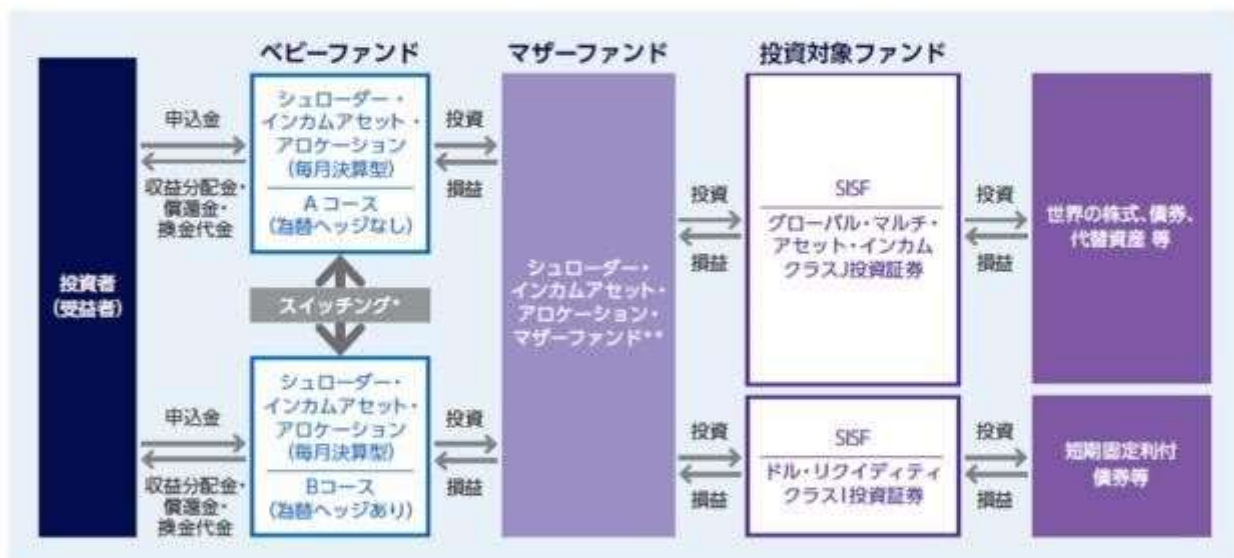 ベビーファンド
マザーファンド
投資対象ファンド
投資者
(受益者)
申込金
収益分配金・
償還金・
換金代金
シュローダー・
インカムアセット・
アロケーション
(毎月決算型)
Aコース
(為替ヘッジなし)
投資
損益
スイッチング*
申込金
収益分配金・
償還金・
換金代金
シュローダー・
インカムアセット・
アロケーション
(毎月決算型)
Bコース
(為替ヘッジあり)
投資
損益
シュローダー・
インカムアセット・
アロケーション・
マザーファンド**
投資
損益
SISF
グローバル・マルチ・
アセット・インカム
クラスJ投資証券
投資
損益
世界の株式、債券、
代替資産 等
投資
損益
SISF
ドル・リクイディティ
クラスI投資証券
投資
損益
短期固定利付
債券等